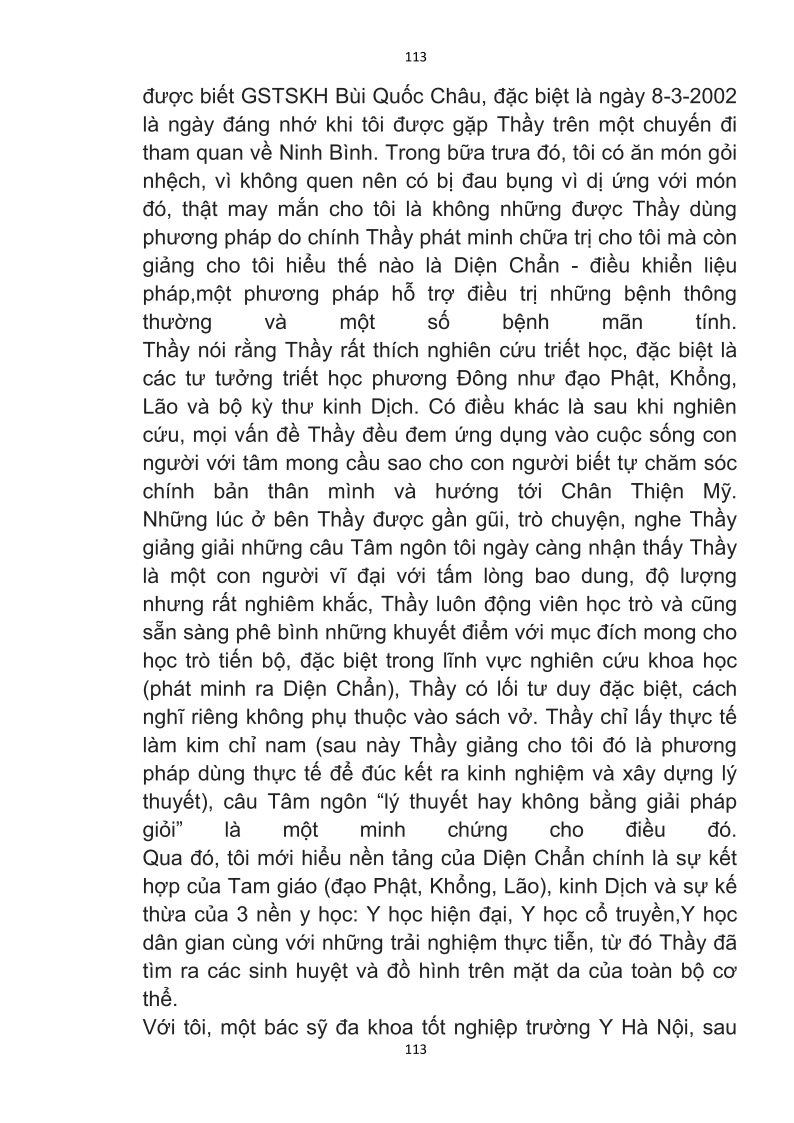 113
được biết GSTSKH Bùi Quốc Châu, đặc biệt là ngày 8-3-2002
là ngày đáng nhớ khi tôi được gặp Thầy trên một chuyến đi
tham quan về Ninh Bình. Trong bữa trưa đó, tôi có ăn món gỏi
nhệch, vì không quen nên có bị đau bụng vì dị ứng với món
đó, thật may mắn cho tôi là không những được Thầy dùng
phương pháp do chính Thầy phát minh chữa trị cho tôi mà còn
giảng cho tôi hiểu thế nào là Diện Chẩn - điều khiển liệu
pháp,một phương pháp hỗ trợ điều trị những bệnh thông
thường và một số bệnh mãn tính.
Thầy nói rằng Thầy rất thích nghiên cứu triết học, đặc biệt là
các tư tưởng triết học phương Đông như đạo Phật, Khổng,
Lão và bộ kỳ thư kinh Dịch. Có điều khác là sau khi nghiên
cứu, mọi vấn đề Thầy đều đem ứng dụng vào cuộc sống con
người với tâm mong cầu sao cho con người biết tự chăm sóc
chính bản thân mình và hướng tới Chân Thiện Mỹ.
Những lúc ở bên Thầy được gần gũi, trò chuyện, nghe Thầy
giảng giải những câu Tâm ngôn tôi ngày càng nhận thấy Thầy
là một con người vĩ đại với tấm lòng bao dung, độ lượng
nhưng rất nghiêm khắc, Thầy luôn động viên học trò và cũng
sẵn sàng phê bình những khuyết điểm với mục đích mong cho
học trò tiến bộ, đặc biệt trong lĩnh vực nghiên cứu khoa học
(phát minh ra Diện Chẩn), Thầy có lối tư duy đặc biệt, cách
nghĩ riêng không phụ thuộc vào sách vở. Thầy chỉ lấy thực tế
làm kim chỉ nam (sau này Thầy giảng cho tôi đó là phương
pháp dùng thực tế để đúc kết ra kinh nghiệm và xây dựng lý
thuyết), câu Tâm ngôn “lý thuyết hay không bằng giải pháp
giỏi” là một minh chứng cho điều đó.
Qua đó, tôi mới hiểu nền tảng của Diện Chẩn chính là sự kết
hợp của Tam giáo (đạo Phật, Khổng, Lão), kinh Dịch và sự kế
thừa của 3 nền y học: Y học hiện đại, Y học cổ truyền,Y học
dân gian cùng với những trải nghiệm thực tiễn, từ đó Thầy đã
tìm ra các sinh huyệt và đồ hình trên mặt da của toàn bộ cơ
thể.
Với tôi, một bác sỹ đa khoa tốt nghiệp trường Y Hà Nội, sau
113